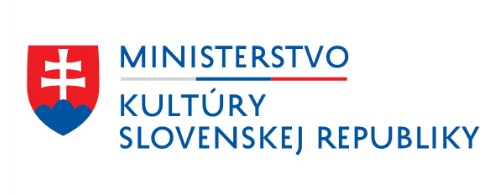 MINISTERSTVO
KULTÚRY
SLOVENSKEJ REPUBLIKY